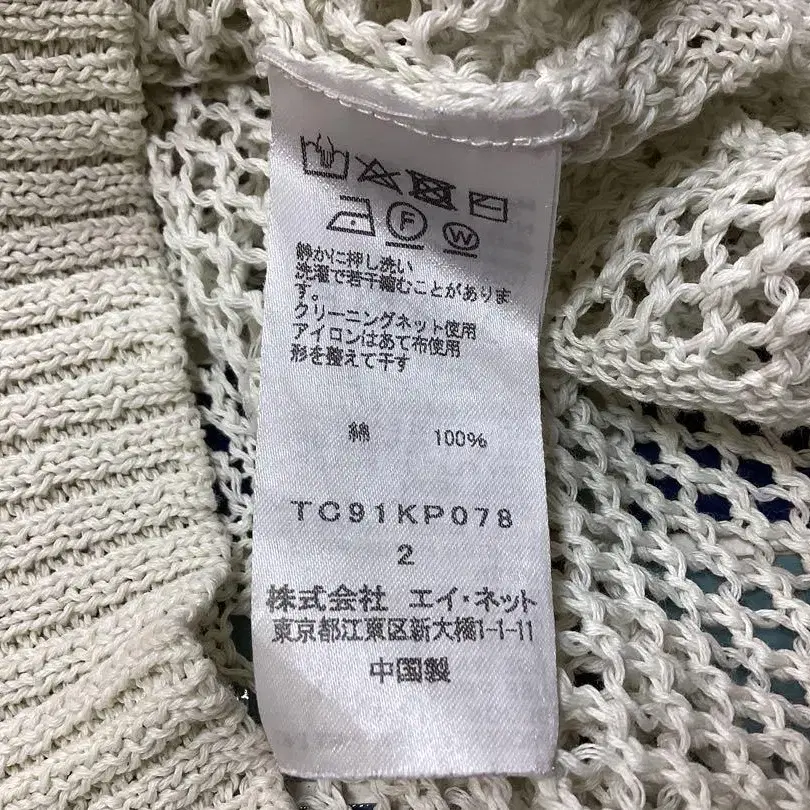 F
W
静かに押し洗い
洗濯で若干縮むことがありま
す。
クリーニングネット使用
アイロンはあて布使用
形を整えて干す
綿 100%
TC91KP078
2
株式会社 エイ・ネット
東京都江東区新大橋1-1-11
中国製